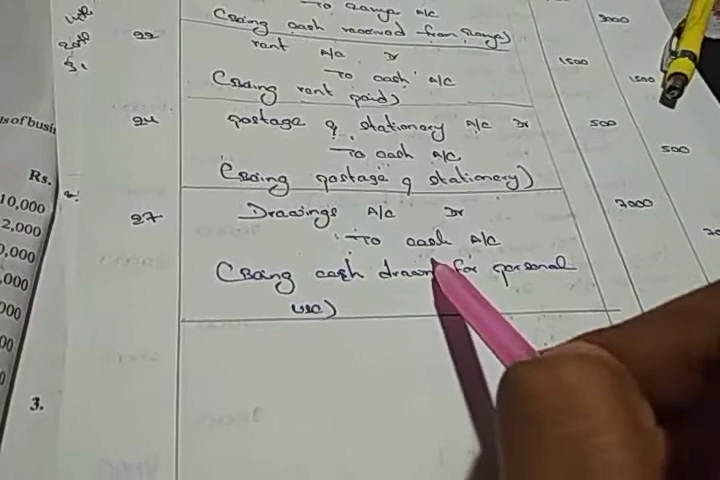 To Ramya A/c
3000
(Being cash received from Ramya)
22
rent A/c Dr
1500
To cash A/c
1500
(Being rent paid)
24
postage & stationary A/c Dr
500
To cash A/c
500
(Being postage & stationery)
27
Drawings A/c Dr
7000
To cash A/c
(Being cash drawn for personal
use)
Rs.
10,000
2,000
3.